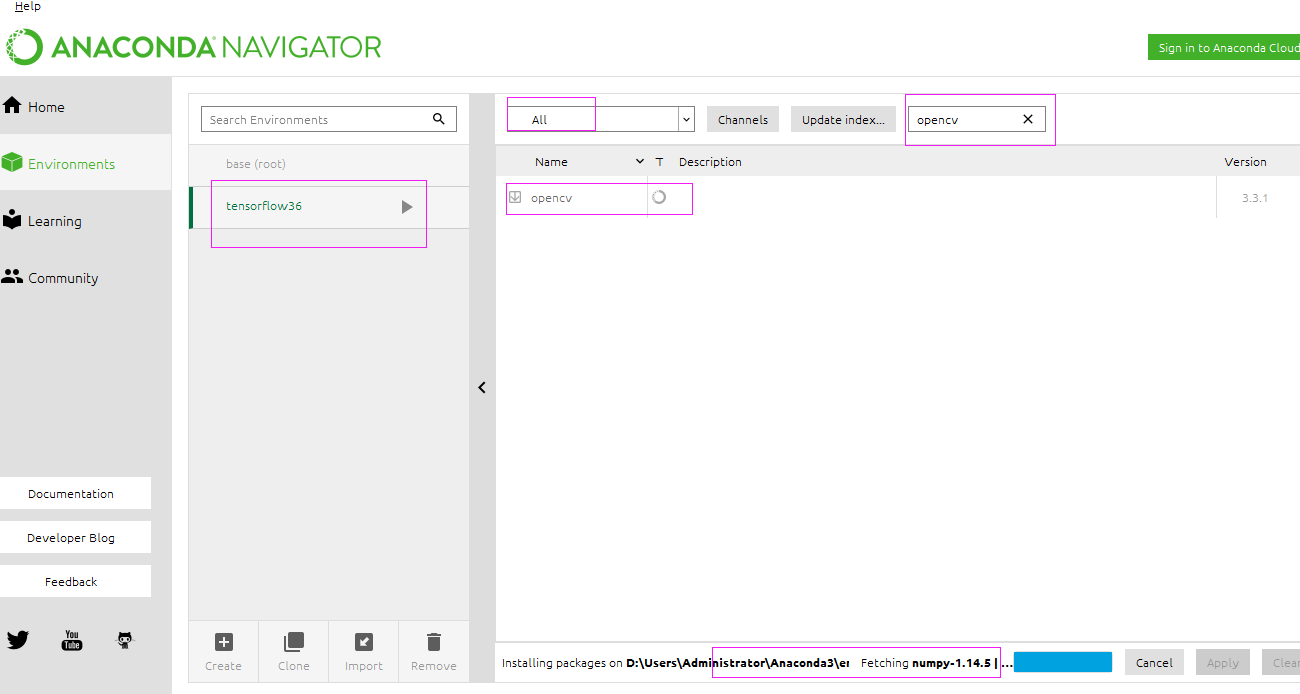 Help
ANACONDA NAVIGATOR
Sign in to Anaconda Cloud
Home
Environments
Learning
Community
Documentation
Developer Blog
Feedback
You
Tube
Search Environments
base (root)
tensorflow36
Create
Clone
Import
Remove
All
Channels
Update index...
opencv
Name
T
Description
Version
opencv
3.3.1
Installing packages on D:\Users\Administrator\Anaconda3\er
Fetching numpy-1.14.5 | ...
Cancel
Apply
Clear